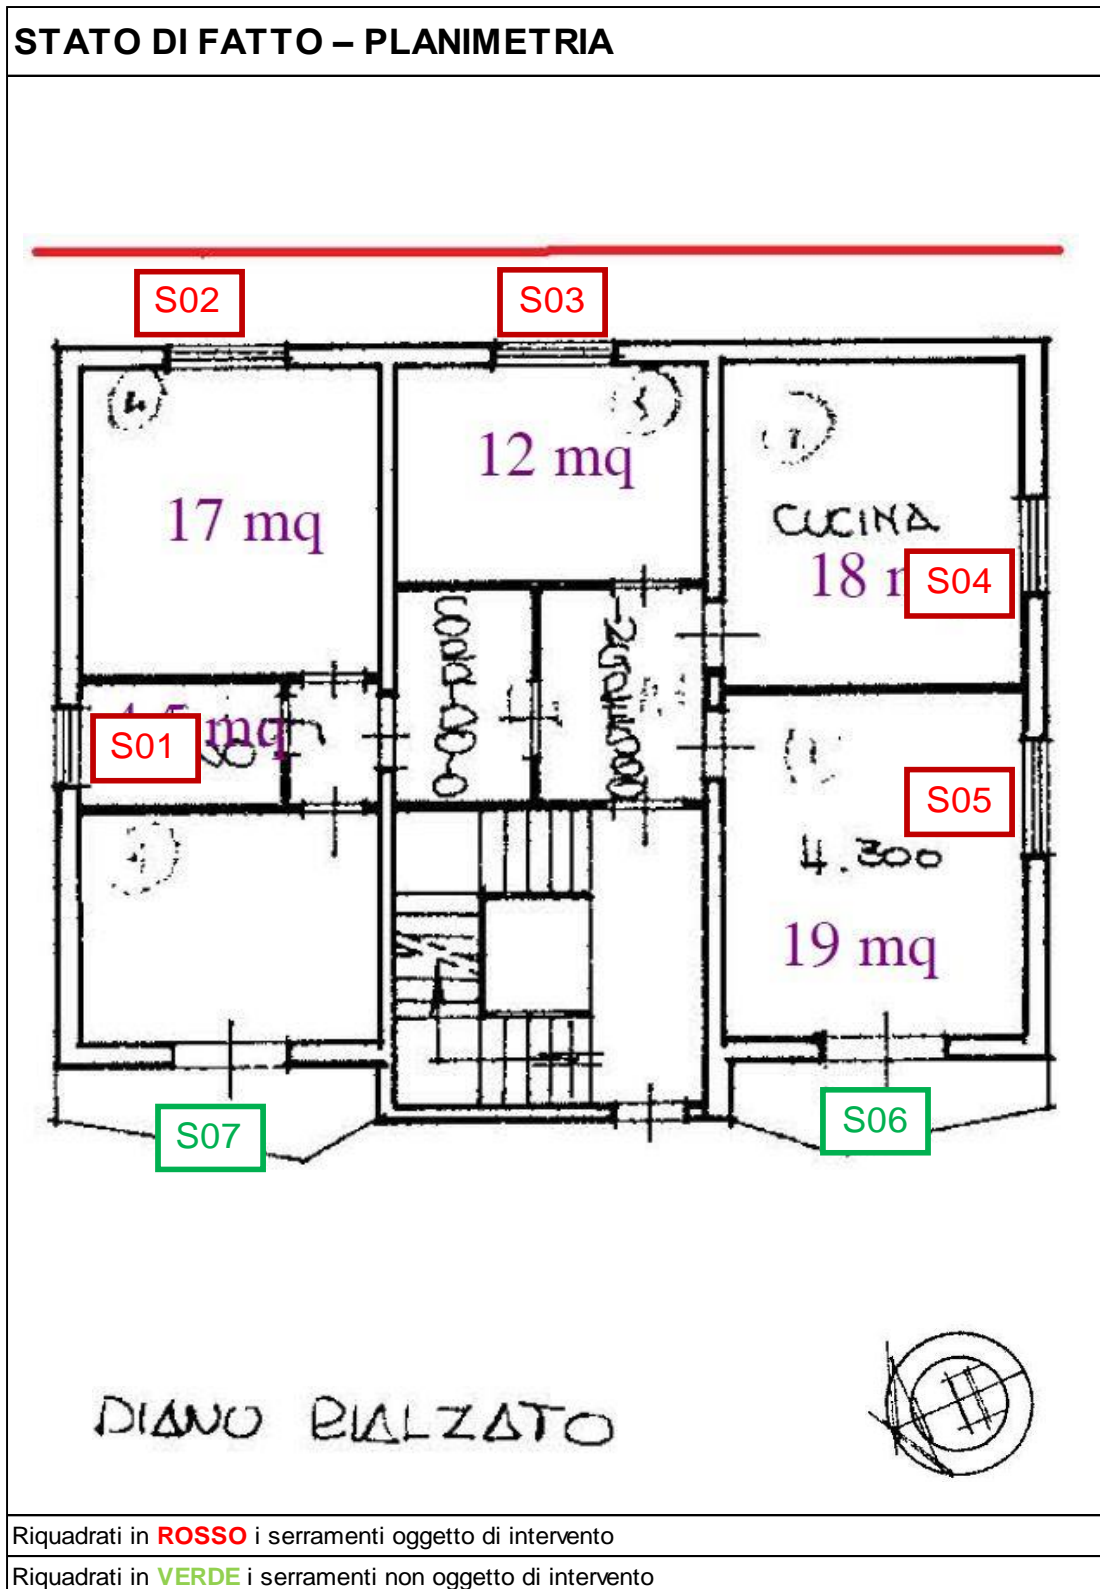 STATO DI FATTO – PLANIMETRIA
S02
S03
12 mq
17 mq
CUCINA
18
S04
S01
mq
S05
4.300
19 mq
S07
S06
PIANO RIALZATO
Riquadrati in ROSSO i serramenti oggetto di intervento
Riquadrati in VERDE i serramenti non oggetto di intervento